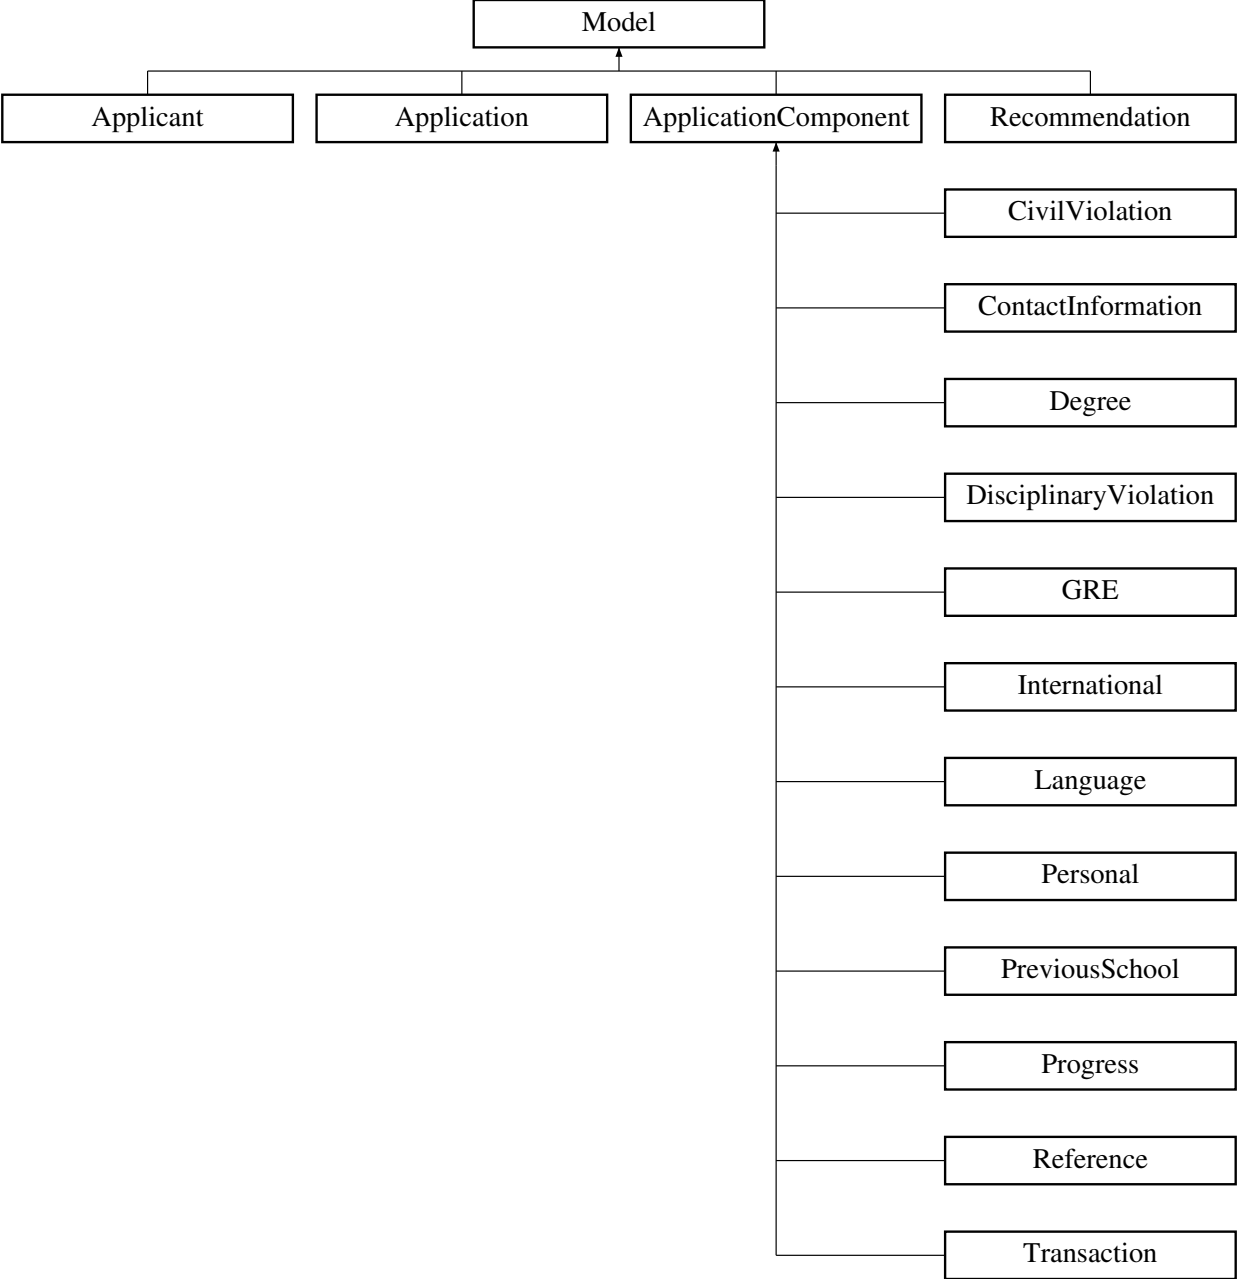 Model
Applicant
Application
ApplicationComponent
Recommendation
CivilViolation
ContactInformation
Degree
DisciplinaryViolation
GRE
International
Language
Personal
PreviousSchool
Progress
Reference
Transaction